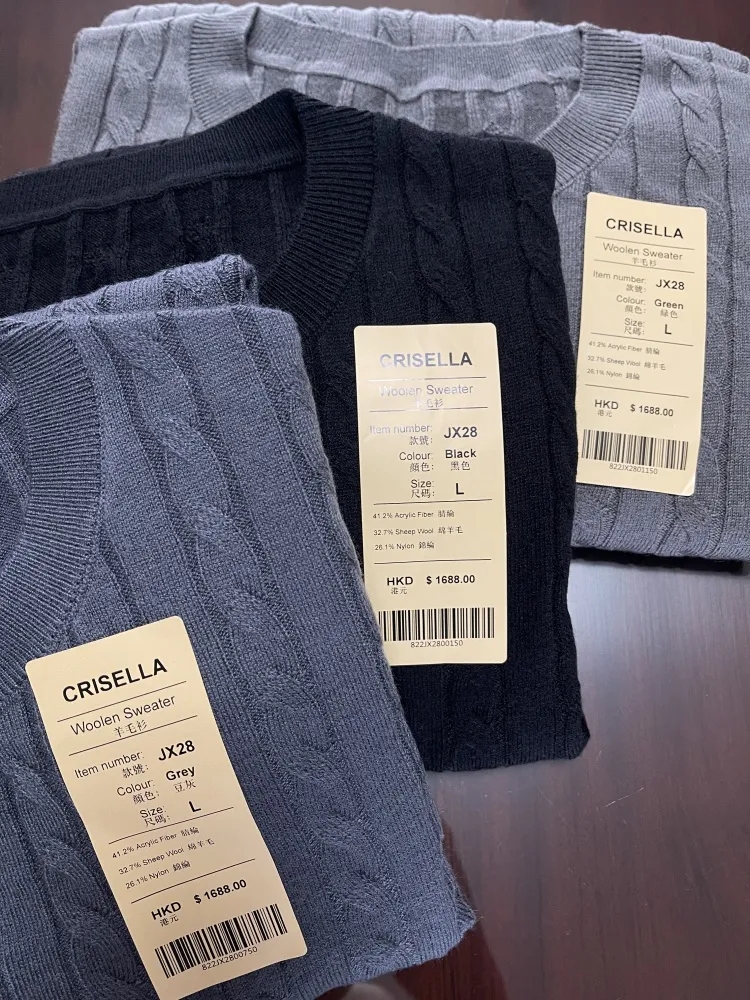 CRISELLA
Woolen Sweater
羊毛衫
Item number: JX28
款號:
Colour: Green
顏色: 緑色
Size: L
尺碼:
41.2% Acrylic Fiber 腈綸
32.7% Sheep Wool 綿羊毛
26.1% Nylon 錦綸
HKD $ 1688.00
港元
822JX2801150
CRISELLA
Woolen Sweater
羊毛衫
Item number: JX28
款號:
Colour: Black
顏色: 黑色
Size: L
尺碼:
41.2% Acrylic Fiber 腈綸
32.7% Sheep Wool 綿羊毛
26.1% Nylon 錦綸
HKD $ 1688.00
港元
822JX2800150
CRISELLA
Woolen Sweater
羊毛衫
Item number: JX28
款號:
Colour: Grey
顏色: 豆灰
Size: L
尺碼:
41.2% Acrylic Fiber 腈綸
32.7% Sheep Wool 綿羊毛
26.1% Nylon 錦綸
HKD $ 1688.00
港元
822JX2800750